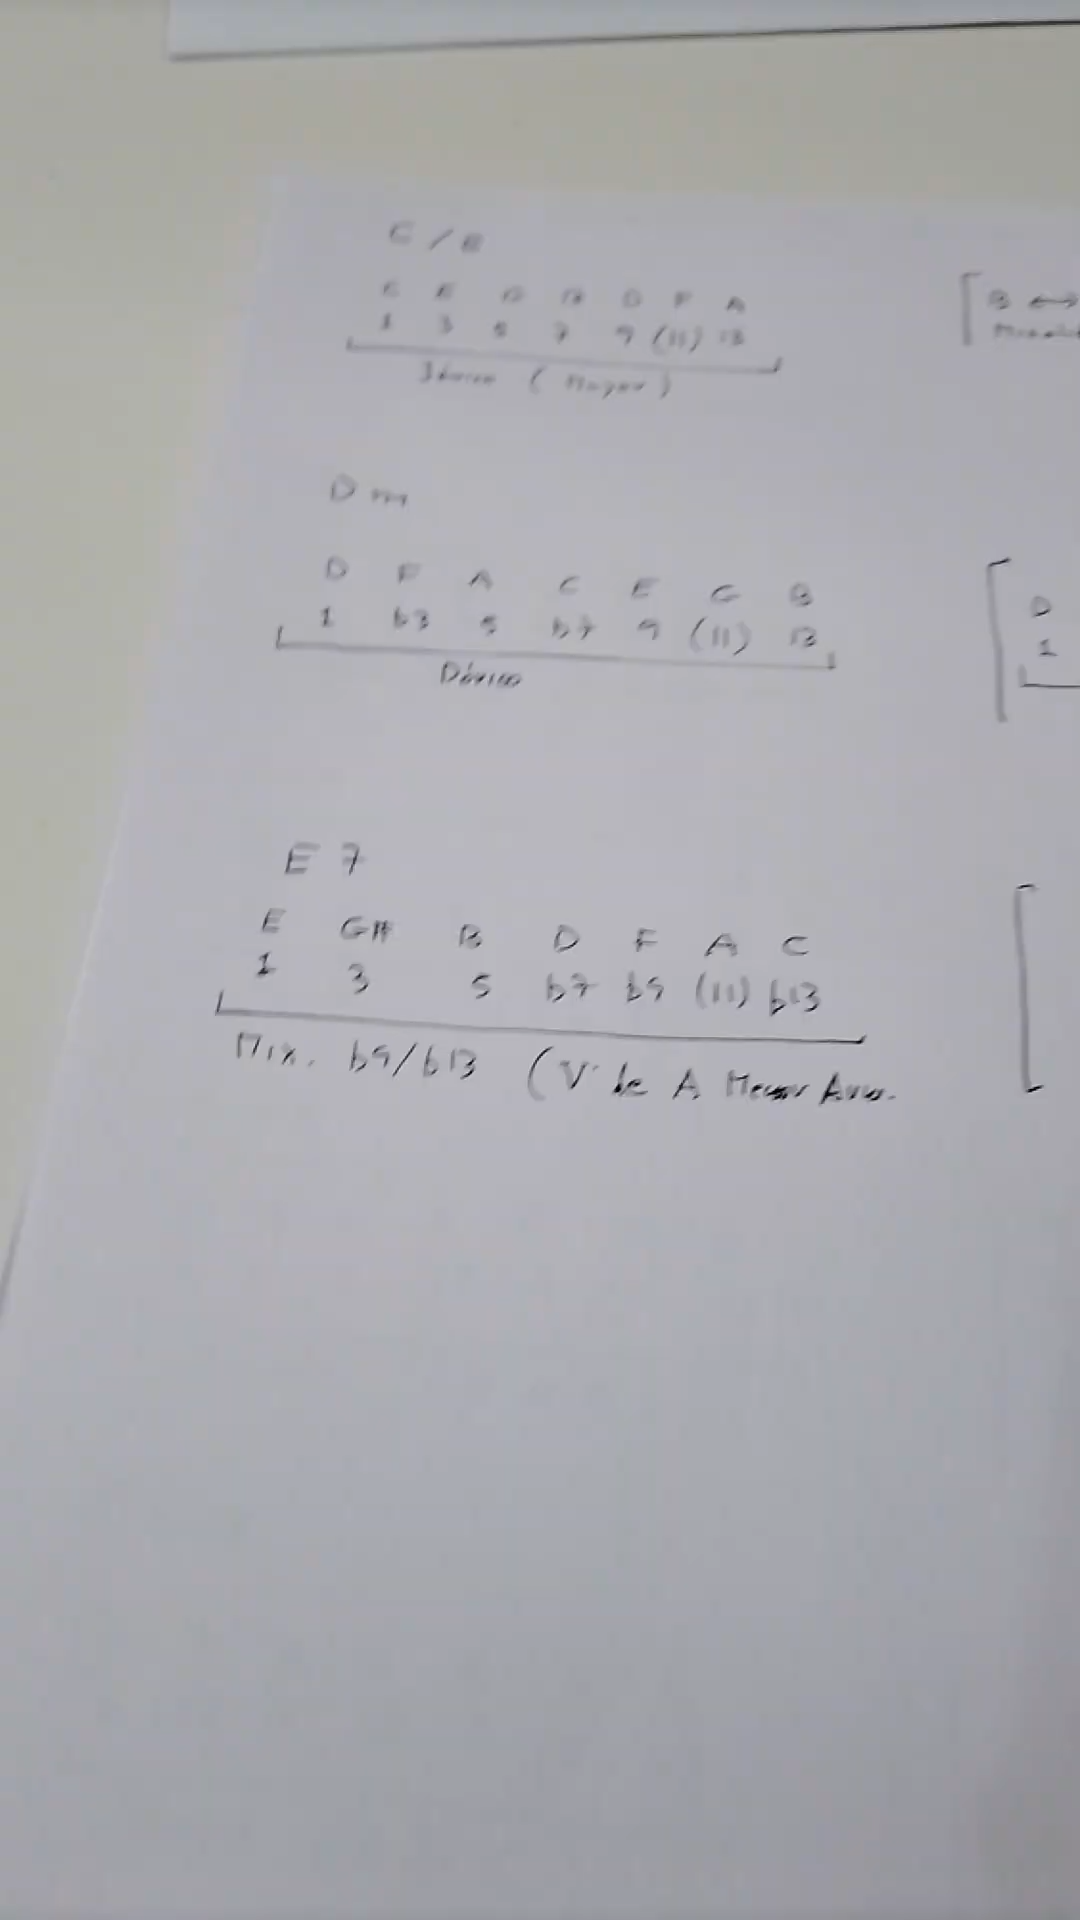 C / E
C E G B D F A
1 3 5 7 9 (11) 13
Jónico ( Mayor )
B ↔
D m
D F A C E G B
1 b3 5 b7 9 (11) 13
Dórico
D
1
E 7
E G# B D F A C
1 3 5 b7 b9 (11) b13
Mix. b9/b13 (V de A Menor Arm.